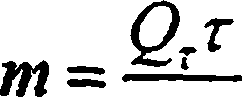 m = Q_τ τ /